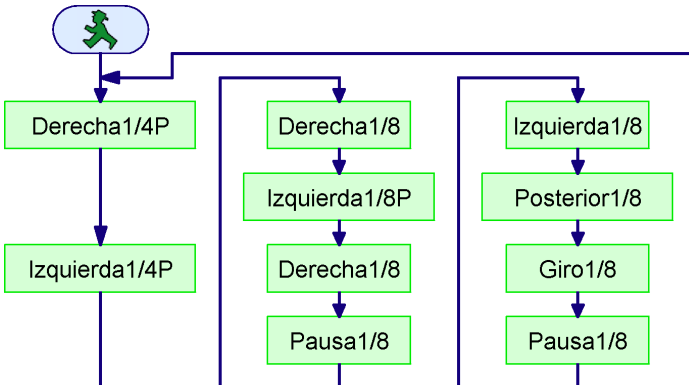 Derecha1/4P
Izquierda1/4P
Derecha1/8
Izquierda1/8P
Derecha1/8
Pausa1/8
Izquierda1/8
Posterior1/8
Giro1/8
Pausa1/8